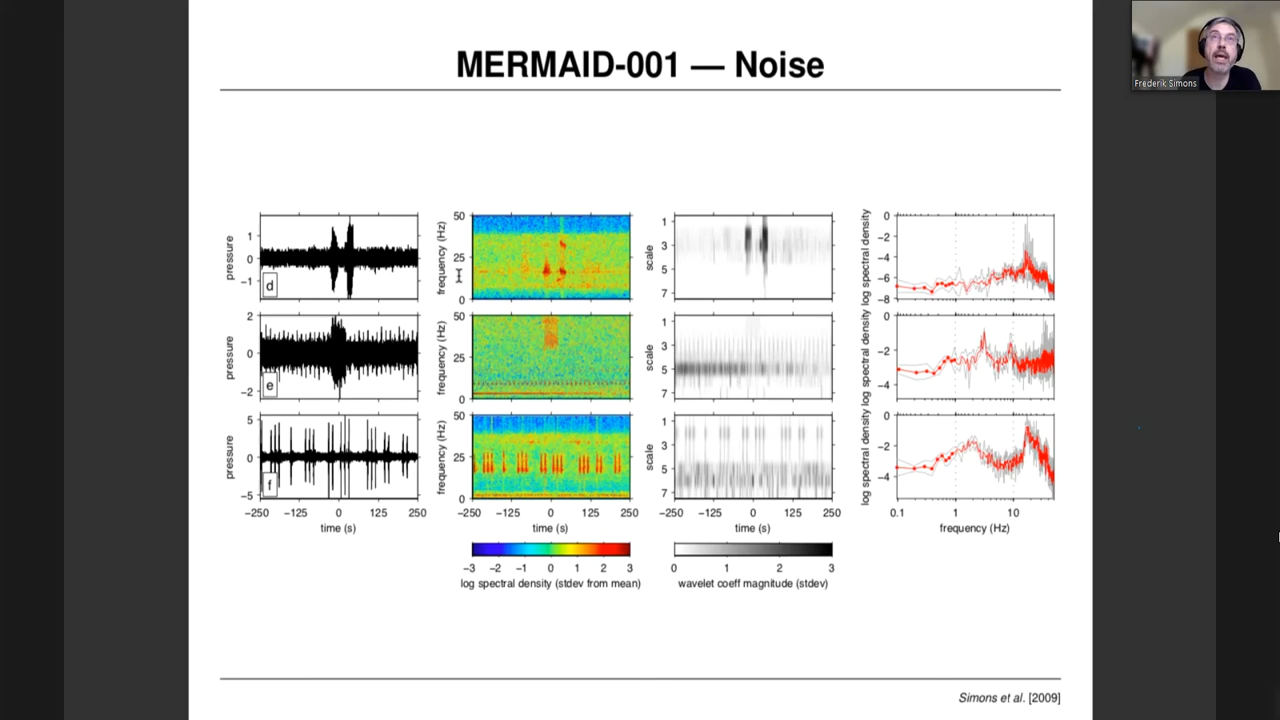 MERMAID-001 — Noise
Frederik Simons
pressure
1
0
−1
d
frequency (Hz)
50
25
0
scale
1
3
5
7
log spectral density
0
−2
−4
−6
−8
pressure
2
0
−2
e
frequency (Hz)
50
25
0
scale
1
3
5
7
log spectral density
0
−2
−4
pressure
5
0
−5
f
frequency (Hz)
50
25
0
scale
1
3
5
7
log spectral density
0
−2
−4
−250 −125 0 125 250
time (s)
−250 −125 0 125 250
time (s)
−250 −125 0 125 250
time (s)
0.1 1 10
frequency (Hz)
−3 −2 −1 0 1 2 3
log spectral density (stdev from mean)
0 1 2 3
wavelet coeff magnitude (stdev)
Simons et al. [2009]